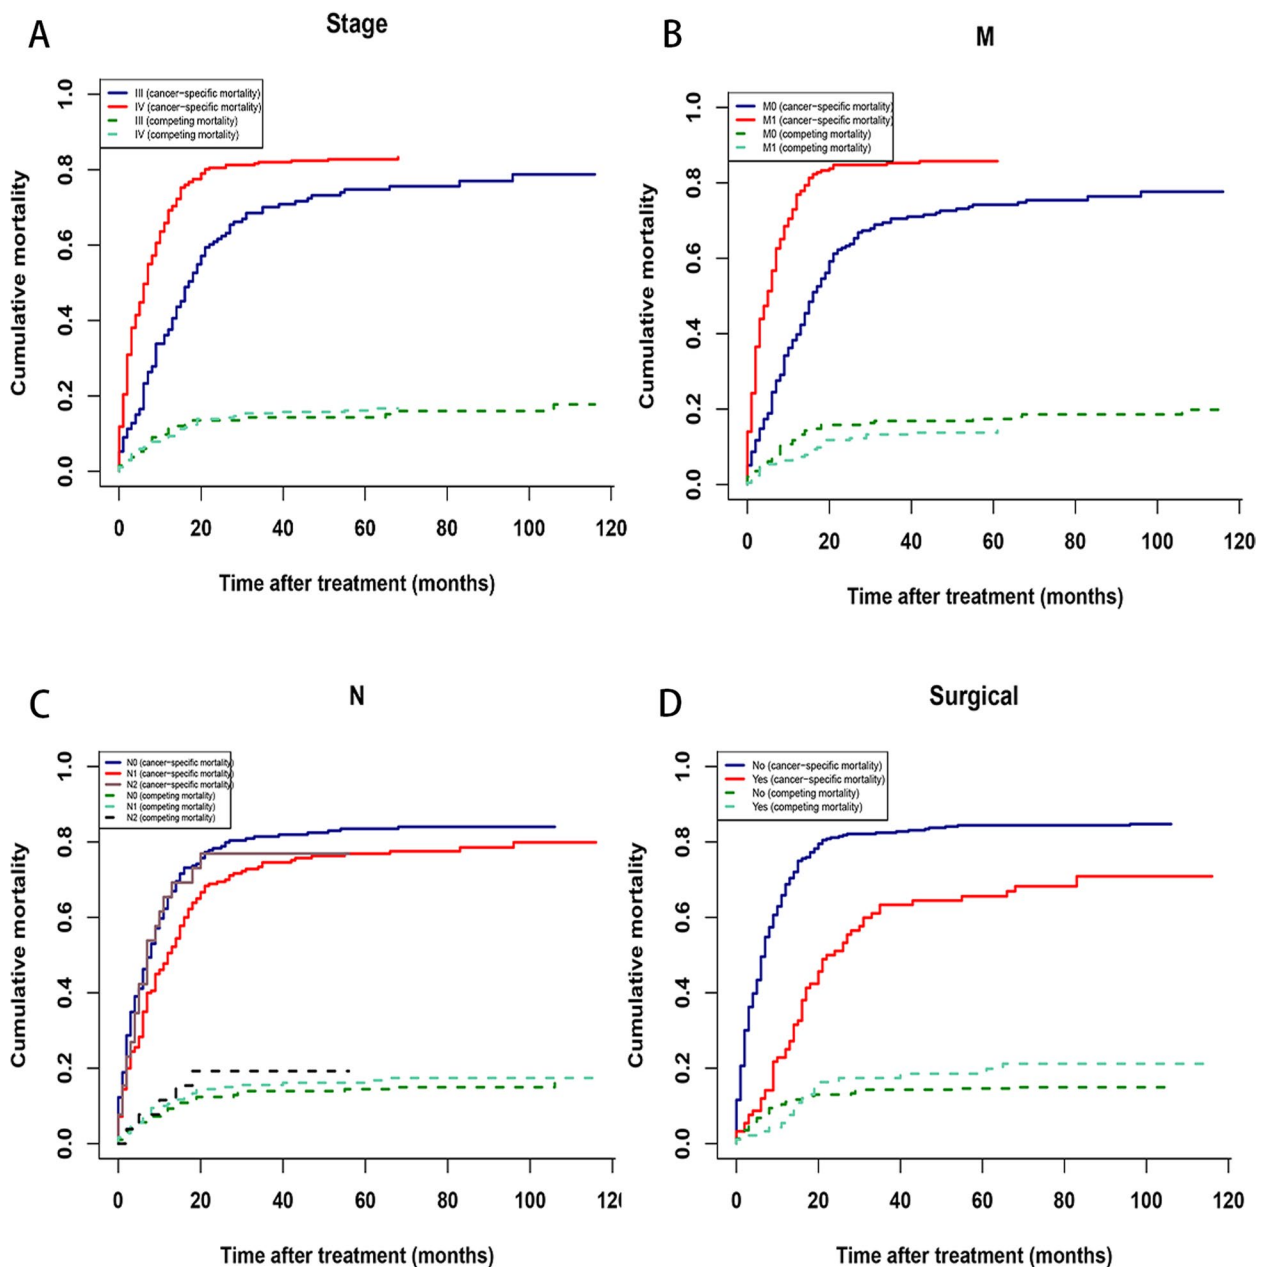 A
Stage
III (cancer-specific mortality)
IV (cancer-specific mortality)
III (competing mortality)
IV (competing mortality)
Cumulative mortality
1.0
0.8
0.6
0.4
0.2
0.0
0 20 40 60 80 100 120
Time after treatment (months)
B
M
M0 (cancer-specific mortality)
M1 (cancer-specific mortality)
M0 (competing mortality)
M1 (competing mortality)
Cumulative mortality
1.0
0.8
0.6
0.4
0.2
0.0
0 20 40 60 80 100 120
Time after treatment (months)
C
N
N0 (cancer-specific mortality)
N1 (cancer-specific mortality)
N2 (cancer-specific mortality)
N0 (competing mortality)
N1 (competing mortality)
N2 (competing mortality)
Cumulative mortality
1.0
0.8
0.6
0.4
0.2
0.0
0 20 40 60 80 100 12
Time after treatment (months)
D
Surgical
No (cancer-specific mortality)
Yes (cancer-specific mortality)
No (competing mortality)
Yes (competing mortality)
Cumulative mortality
1.0
0.8
0.6
0.4
0.2
0.0
0 20 40 60 80 100 120
Time after treatment (months)